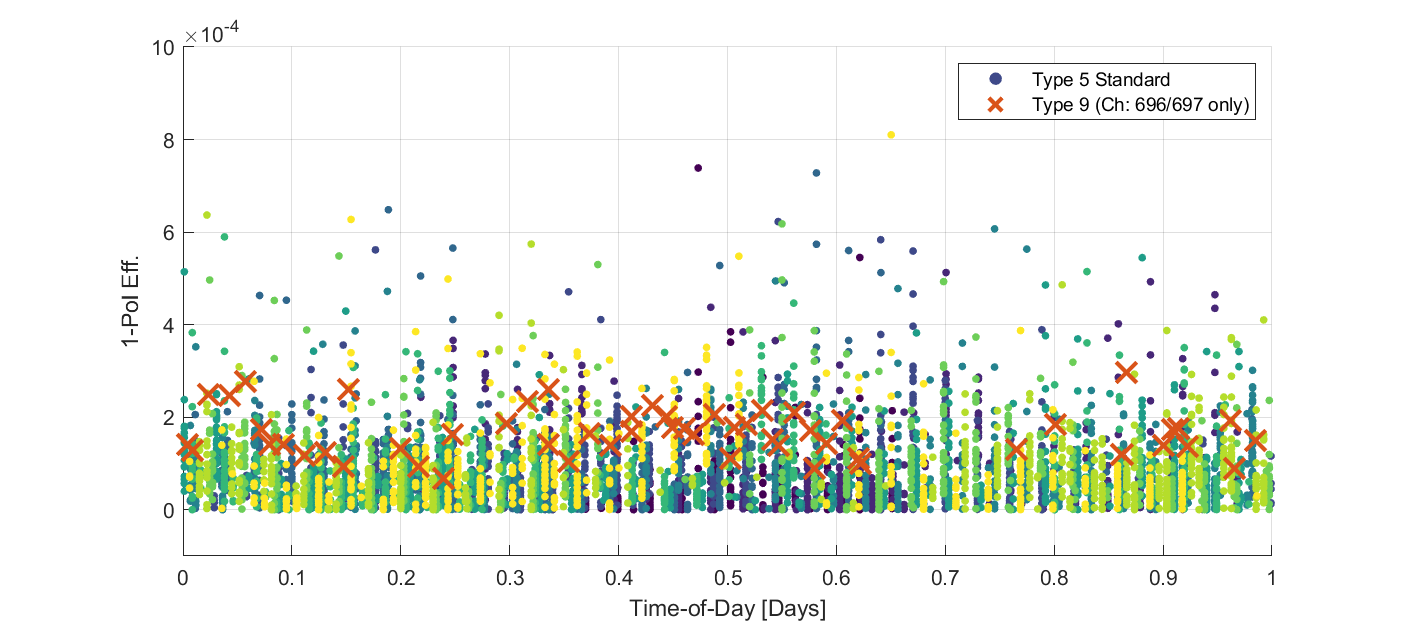 ×10-4
10
8
6
4
2
0
1-Pol Eff.
Type 5 Standard
Type 9 (Ch: 696/697 only)
0 0.1 0.2 0.3 0.4 0.5 0.6 0.7 0.8 0.9 1
Time-of-Day [Days]